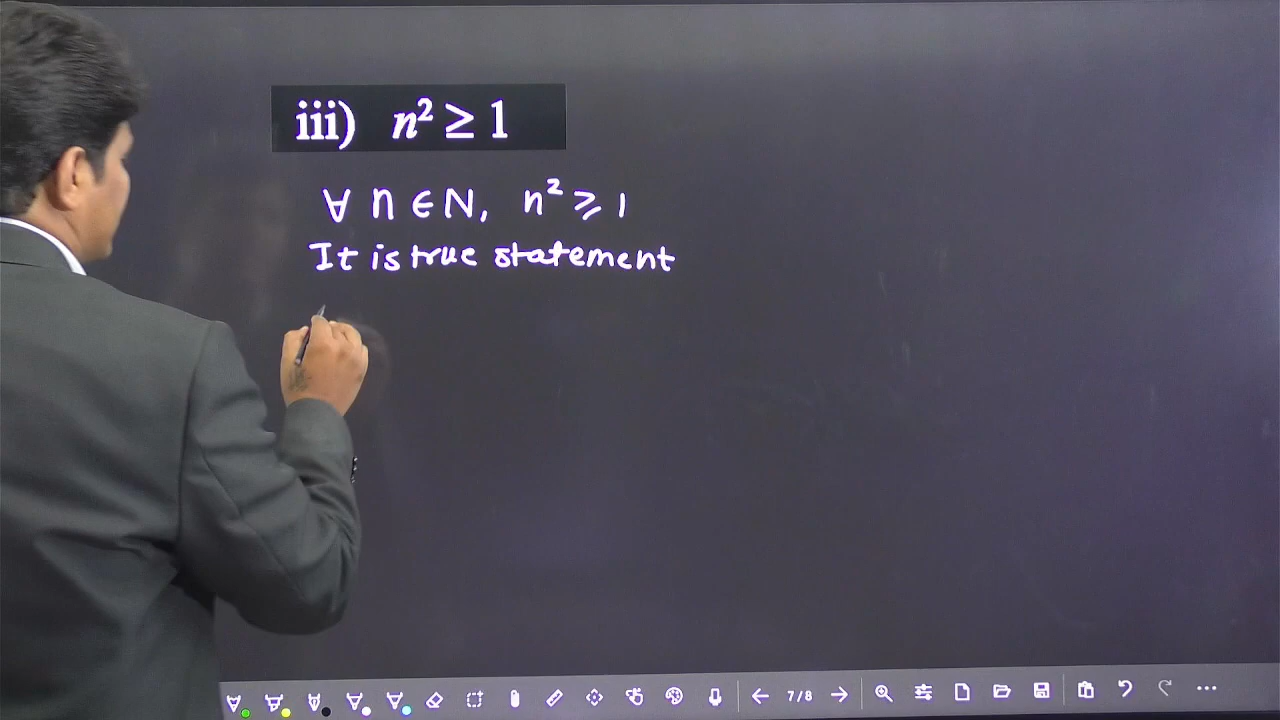 iii) n² ≥ 1
∀ n ∈ N, n² ≥ 1
It is true statement
7/8